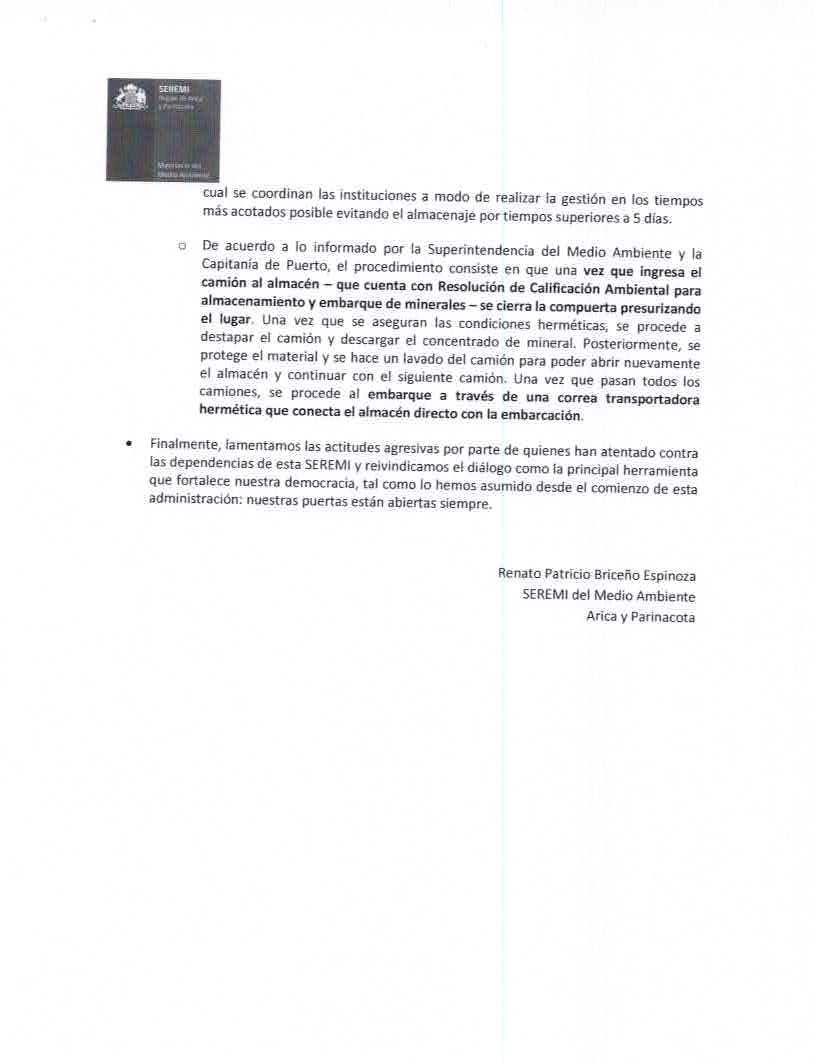 SEREMI
Región de Arica
y Parinacota
Ministerio del
Medio Ambiente
cual se coordinan las instituciones a modo de realizar la gestión en los tiempos
más acotados posible evitando el almacenaje por tiempos superiores a 5 días.
o De acuerdo a lo informado por la Superintendencia del Medio Ambiente y la
Capitanía de Puerto, el procedimiento consiste en que una vez que ingresa el
camión al almacén – que cuenta con Resolución de Calificación Ambiental para
almacenamiento y embarque de minerales – se cierra la compuerta presurizando
el lugar. Una vez que se aseguran las condiciones herméticas, se procede a
destapar el camión y descargar el concentrado de mineral. Posteriormente, se
protege el material y se hace un lavado del camión para poder abrir nuevamente
el almacén y continuar con el siguiente camión. Una vez que pasan todos los
camiones, se procede al embarque a través de una correa transportadora
hermética que conecta el almacén directo con la embarcación.
• Finalmente, lamentamos las actitudes agresivas por parte de quienes han atentado contra
las dependencias de esta SEREMI y reivindicamos el diálogo como la principal herramienta
que fortalece nuestra democracia, tal como lo hemos asumido desde el comienzo de esta
administración: nuestras puertas están abiertas siempre.
Renato Patricio Briceño Espinoza
SEREMI del Medio Ambiente
Arica y Parinacota